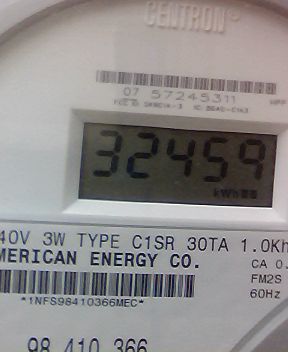 CENTRON
07 57245311
32459
kWh
40V 3W TYPE C1SR 30TA 1.0Kh
MERICAN ENERGY CO.
CA 0.
FM2S
60Hz
*1NFS98410366MEC*
98 410 366